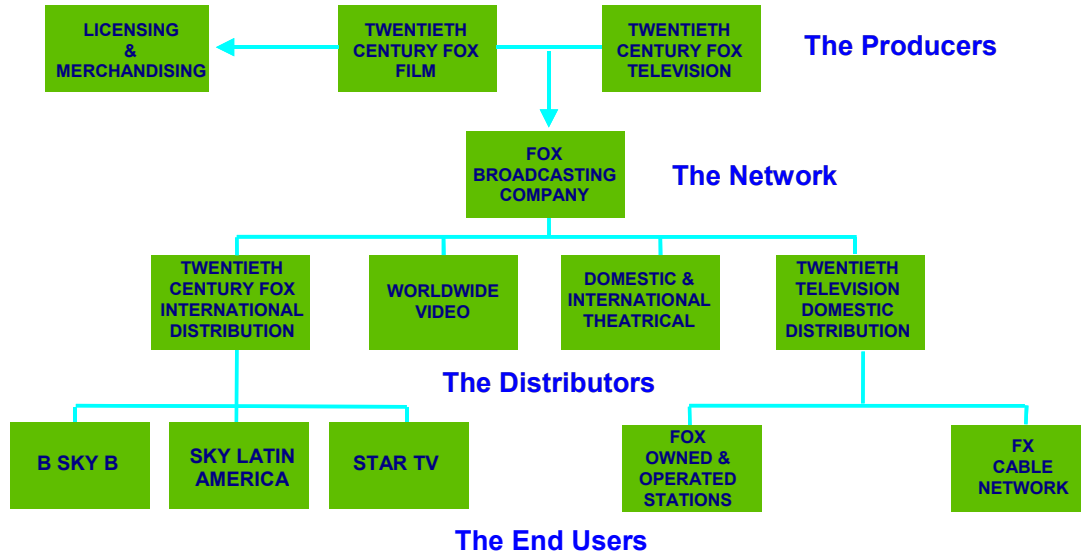 LICENSING
&
MERCHANDISING
TWENTIETH
CENTURY FOX
FILM
TWENTIETH
CENTURY FOX
TELEVISION
The Producers
FOX
BROADCASTING
COMPANY
The Network
TWENTIETH
CENTURY FOX
INTERNATIONAL
DISTRIBUTION
WORLDWIDE
VIDEO
DOMESTIC &
INTERNATIONAL
THEATRICAL
TWENTIETH
TELEVISION
DOMESTIC
DISTRIBUTION
The Distributors
B SKY B
SKY LATIN
AMERICA
STAR TV
FOX
OWNED &
OPERATED
STATIONS
FX
CABLE
NETWORK
The End Users